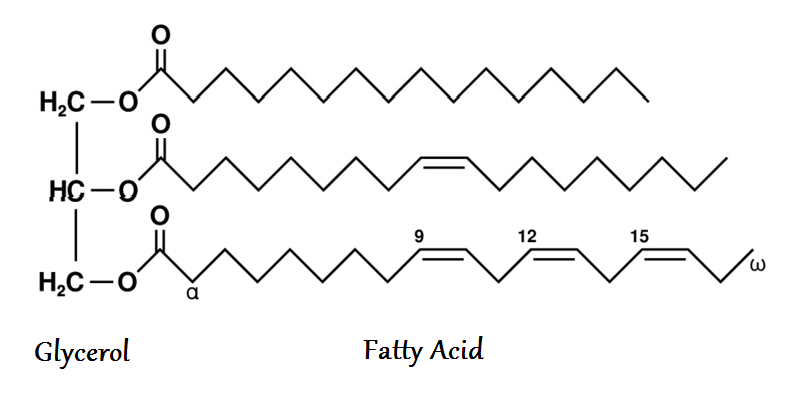 O
H₂C—O
O
HC—O
O
9 12 15
H₂C—O
α ω
Glycerol Fatty Acid